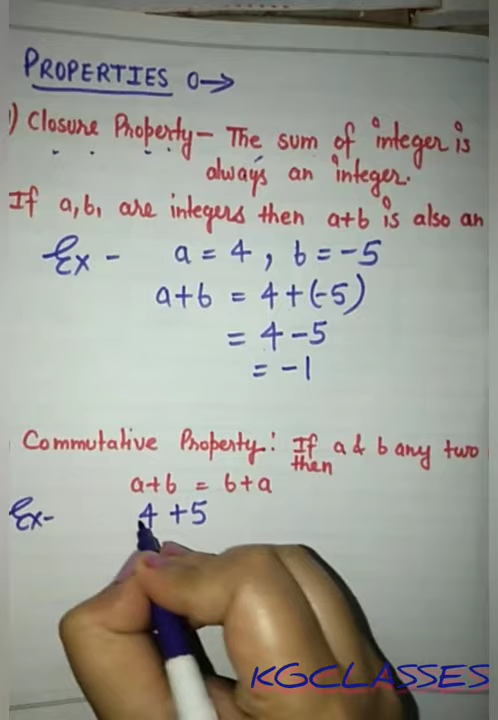 PROPERTIES
1) Closure Property - The sum of integer is
always an integer.
If a, b, are integers then a+b is also an
Ex - a = 4, b = -5
a+b = 4+(-5)
= 4-5
= -1
Commutative Property: If a & b any two
then
a+b = b+a
Ex- 4 +5
KGCLASSES